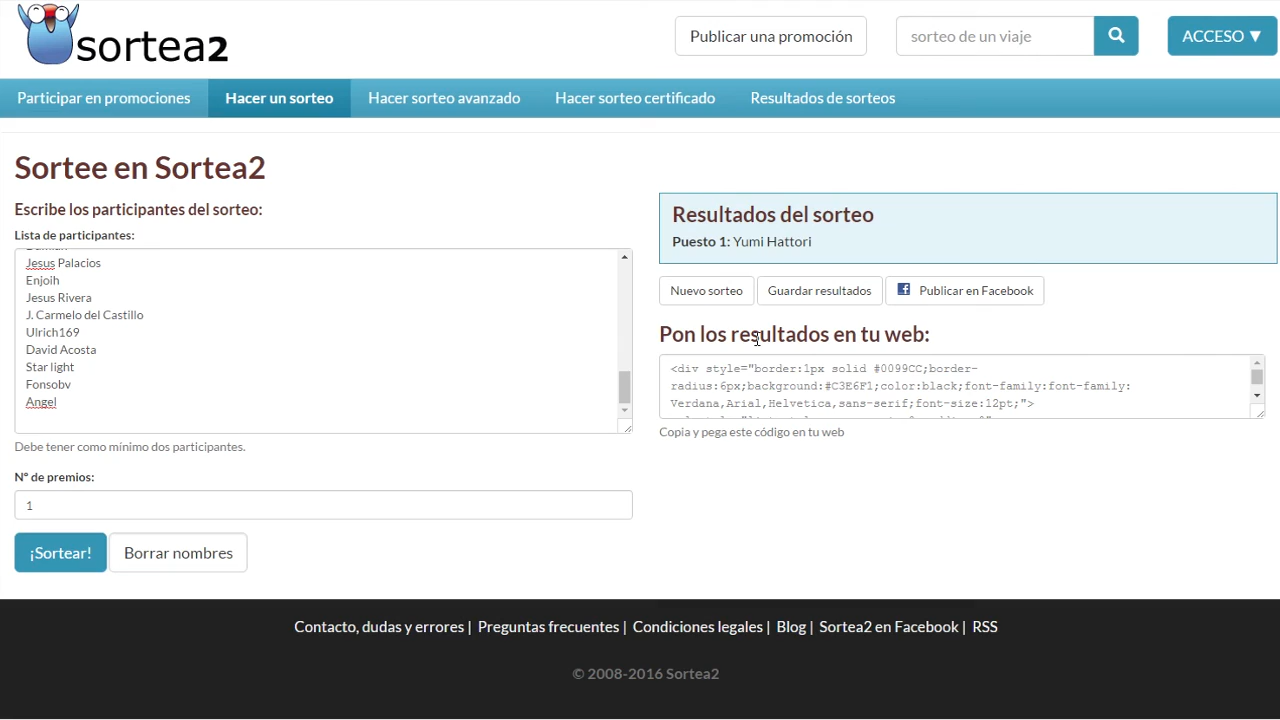 sortea2
Publicar una promoción
sorteo de un viaje
ACCESO ▼
Participar en promociones
Hacer un sorteo
Hacer sorteo avanzado
Hacer sorteo certificado
Resultados de sorteos
Sortee en Sortea2
Escribe los participantes del sorteo:
Lista de participantes:
Jesus Palacios
Enjoih
Jesus Rivera
J. Carmelo del Castillo
Ulrich169
David Acosta
Star light
Fonsobv
Angel
Debe tener como mínimo dos participantes.
Nº de premios:
1
¡Sortear!
Borrar nombres
Resultados del sorteo
Puesto 1: Yumi Hattori
Nuevo sorteo
Guardar resultados
Publicar en Facebook
Pon los resultados en tu web:
<div style="border:1px solid #0099CC;border-
radius:6px;background:#C3E6F1;color:black;font-family:font-family:
Verdana,Arial,Helvetica,sans-serif;font-size:12pt;">
Copia y pega este código en tu web
Contacto, dudas y errores | Preguntas frecuentes | Condiciones legales | Blog | Sortea2 en Facebook | RSS
© 2008-2016 Sortea2